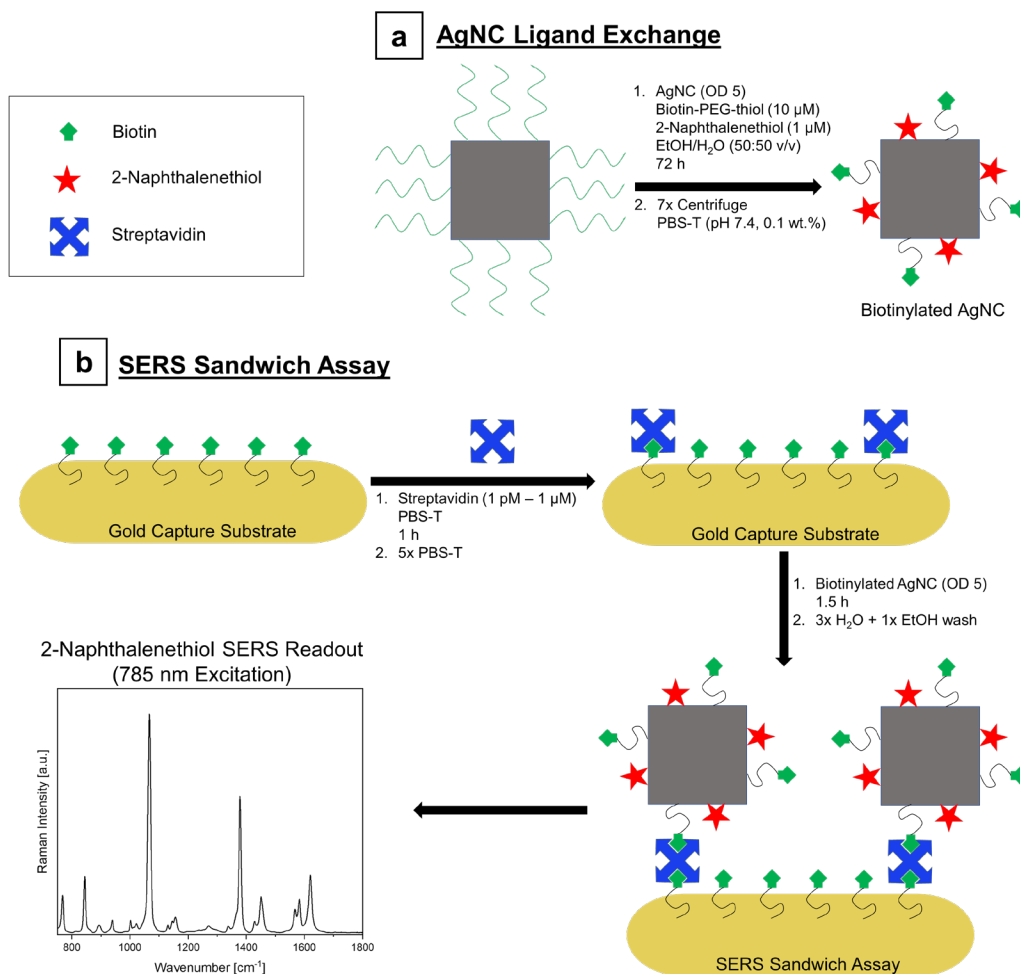 a
AgNC Ligand Exchange
Biotin
2-Naphthalenethiol
Streptavidin
1. AgNC (OD 5)
Biotin-PEG-thiol (10 µM)
2-Naphthalenethiol (1 µM)
EtOH/H₂O (50:50 v/v)
72 h
2. 7x Centrifuge
PBS-T (pH 7.4, 0.1 wt.%)
Biotinylated AgNC
b
SERS Sandwich Assay
Gold Capture Substrate
1. Streptavidin (1 pM – 1 µM)
PBS-T
1 h
2. 5x PBS-T
Gold Capture Substrate
1. Biotinylated AgNC (OD 5)
1.5 h
2. 3x H₂O + 1x EtOH wash
2-Naphthalenethiol SERS Readout
(785 nm Excitation)
Raman Intensity [a.u.]
800 1000 1200 1400 1600 1800
Wavenumber [cm⁻¹]
SERS Sandwich Assay